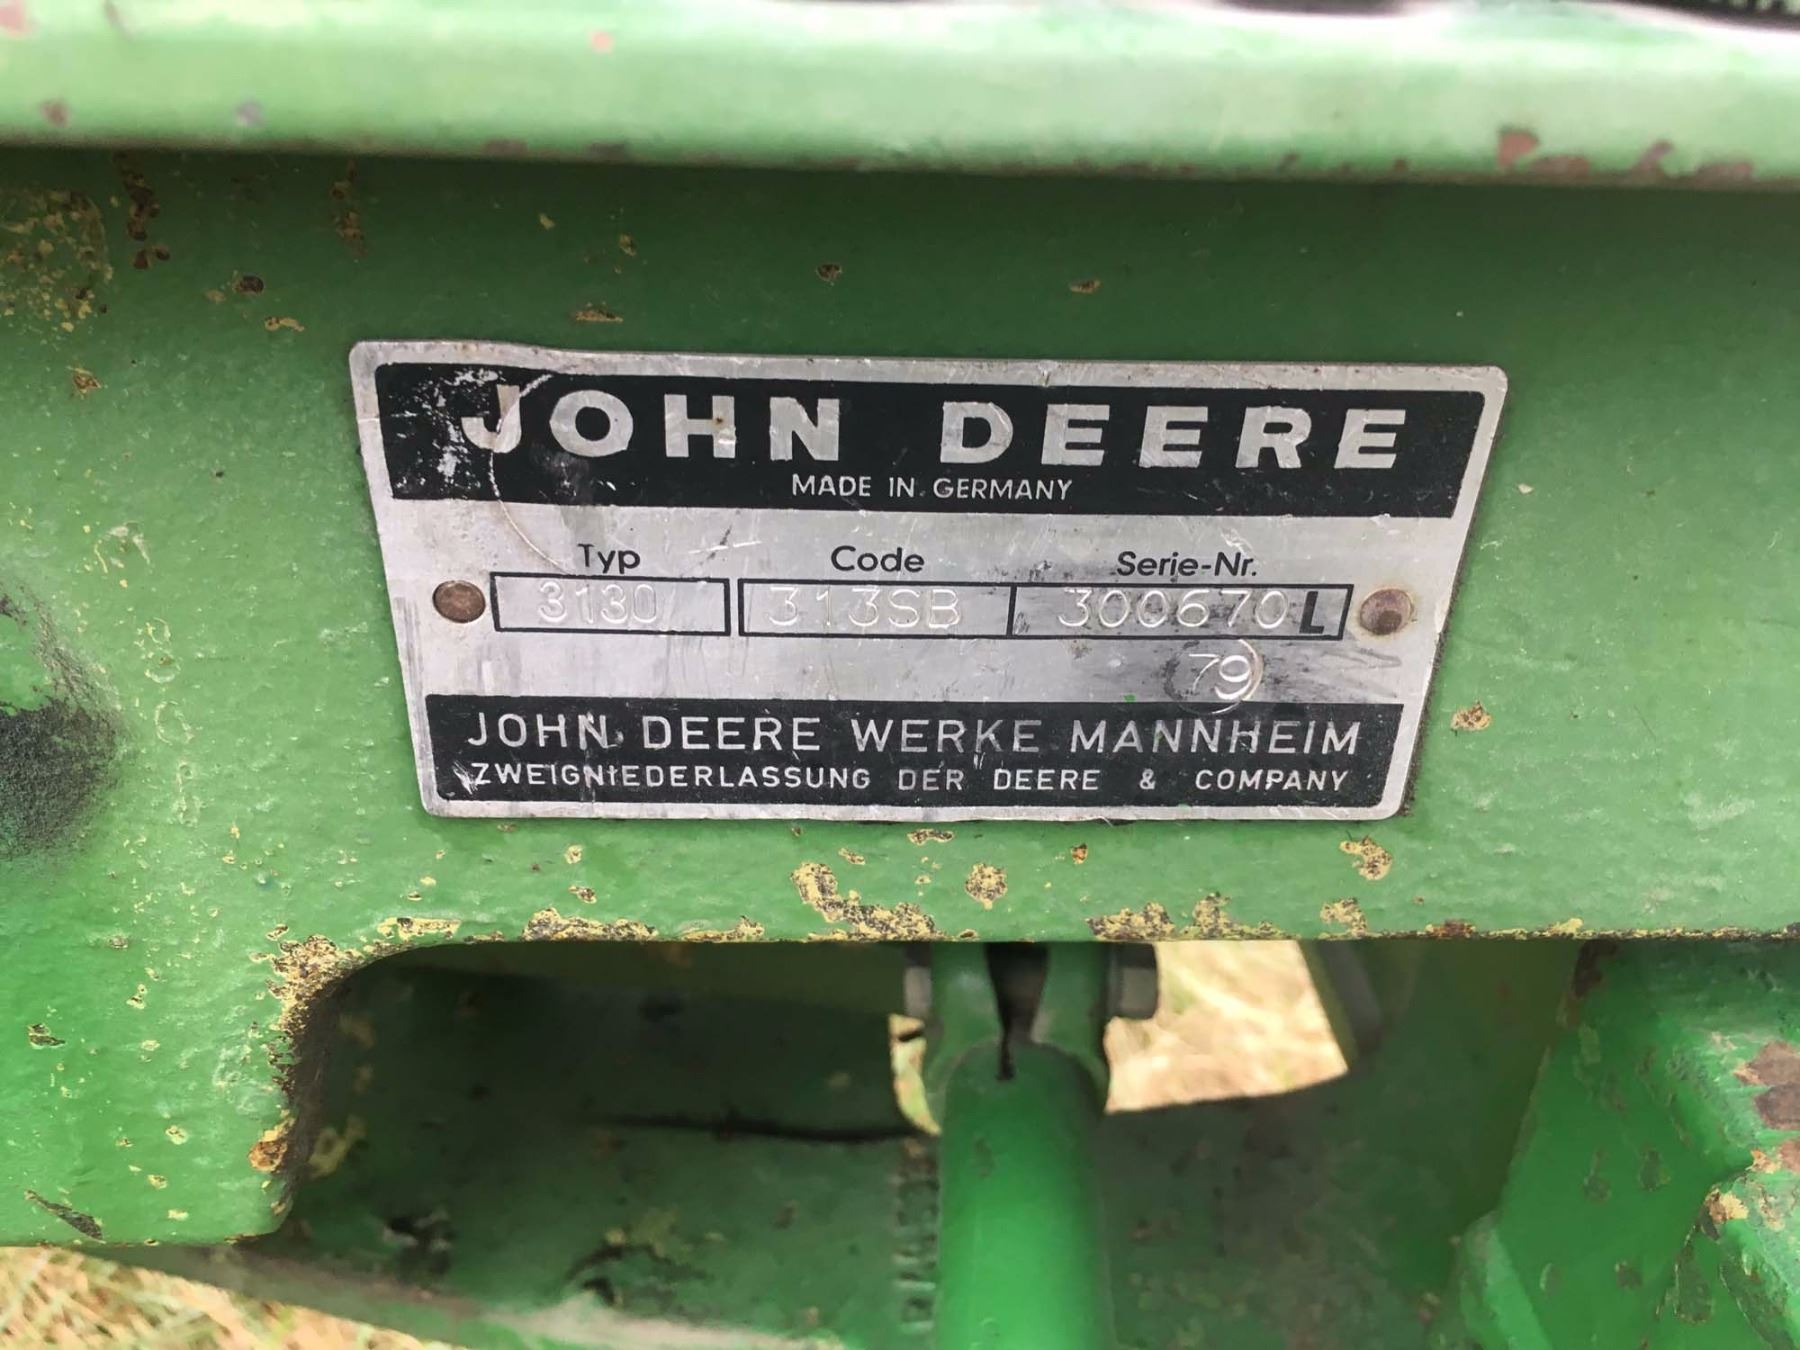 JOHN DEERE
MADE IN GERMANY
Typ Code Serie-Nr.
3130 313SB 300670L
79
JOHN DEERE WERKE MANNHEIM
ZWEIGNIEDERLASSUNG DER DEERE & COMPANY